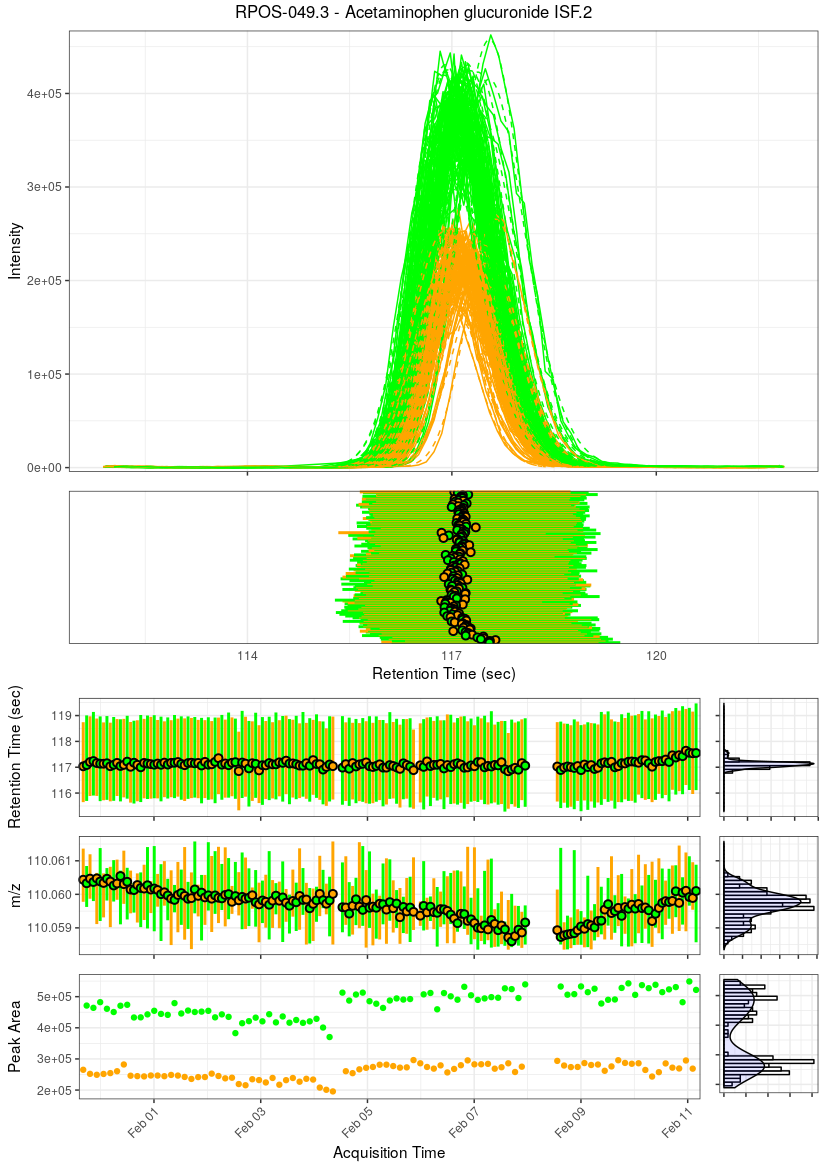 RPOS-049.3 - Acetaminophen glucuronide ISF.2
Intensity
4e+05
3e+05
2e+05
1e+05
0e+00
114
117
120
Retention Time (sec)
Retention Time (sec)
119
118
117
116
m/z
110.061
110.060
110.059
Peak Area
5e+05
4e+05
3e+05
2e+05
Feb 01
Feb 03
Feb 05
Feb 07
Feb 09
Feb 11
Acquisition Time